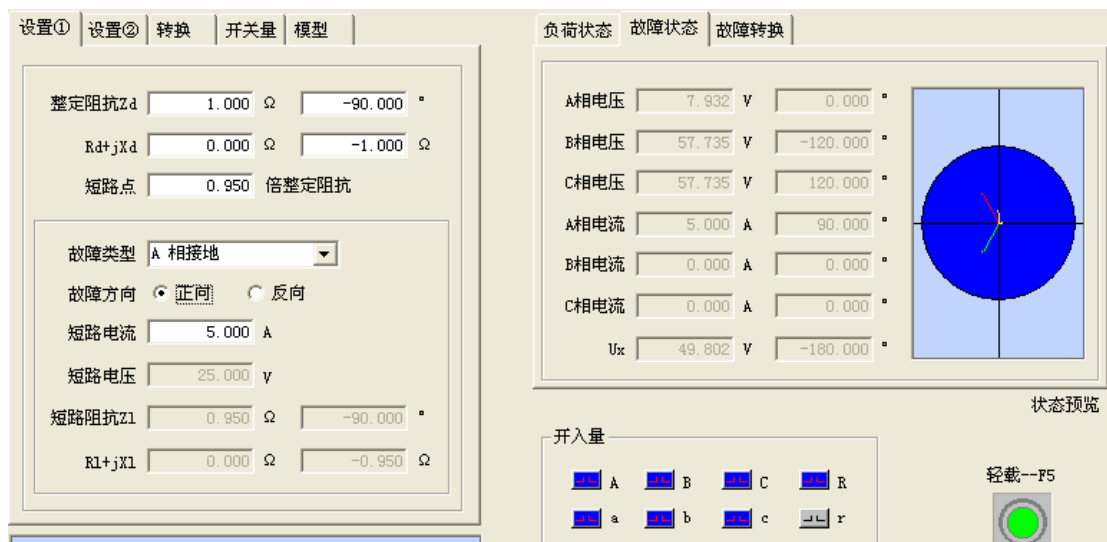 设置① 设置② 转换 开关量 模型
整定阻抗Zd 1.000 Ω -90.000 °
Rd+jXd 0.000 Ω -1.000 Ω
短路点 0.950 倍整定阻抗
故障类型 A 相接地
故障方向 正向 反向
短路电流 5.000 A
短路电压 25.000 V
短路阻抗Zl 0.950 Ω -90.000 °
Rl+jXl 0.000 Ω -0.950 Ω
负荷状态 故障状态 故障转换
A相电压 7.932 V 0.000 °
B相电压 57.735 V -120.000 °
C相电压 57.735 V 120.000 °
A相电流 5.000 A 90.000 °
B相电流 0.000 A 0.000 °
C相电流 0.000 A 0.000 °
Ux 49.802 V -180.000 °
状态预览
开入量
A B C R
a b c r
轻载--F5